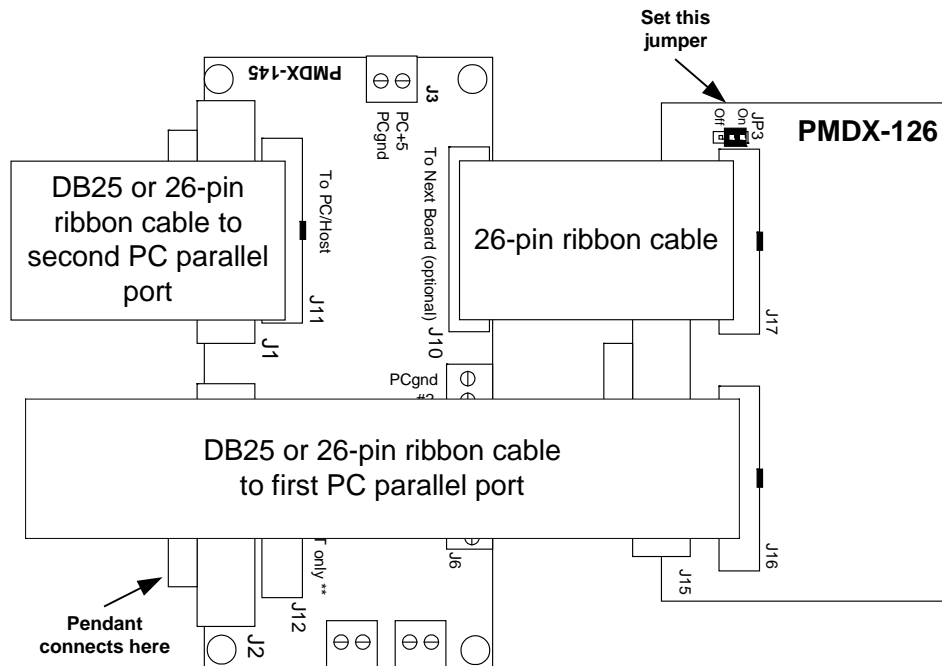 Set this
jumper
PMDX-145
J3
PC+5
PCgnd
JP3
On
Off
PMDX-126
DB25 or 26-pin
ribbon cable to
second PC parallel
port
To PC/Host
J11
J1
To Next Board (optional)
J10
26-pin ribbon cable
J17
PCgnd
DB25 or 26-pin ribbon cable
to first PC parallel port
only **
J6
J12
J2
J15
J16
Pendant
connects here